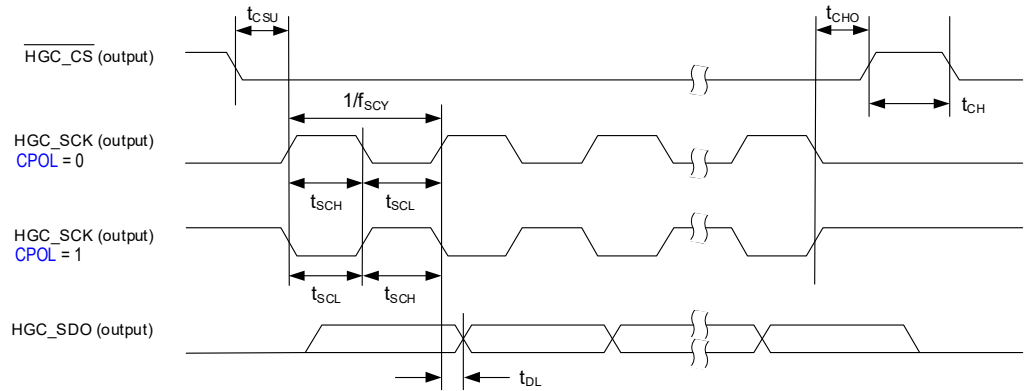 tCSU
tCHO
HGC_CS (output)
1/fSCY
tCH
HGC_SCK (output)
CPOL = 0
tSCH
tSCL
HGC_SCK (output)
CPOL = 1
tSCL
tSCH
HGC_SDO (output)
tDL